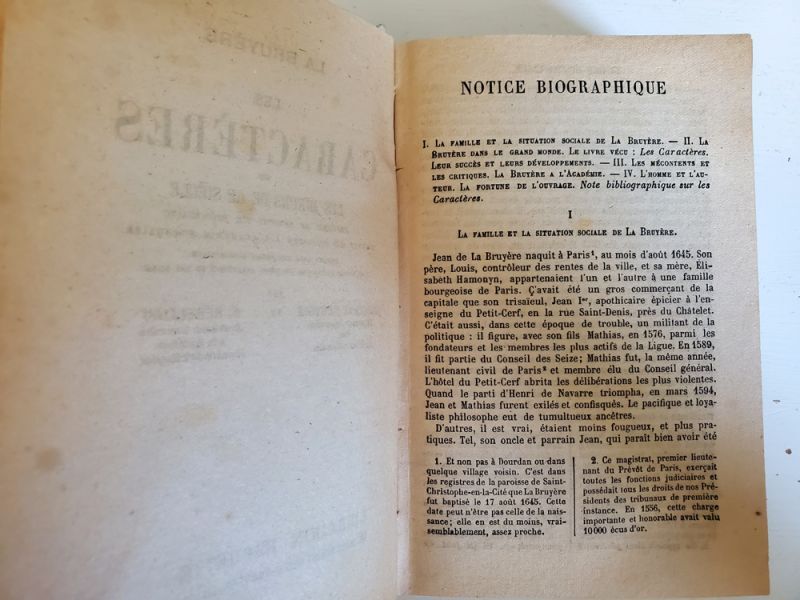 NOTICE BIOGRAPHIQUE
I. La famille et la situation sociale de La Bruyère. — II. La
Bruyère dans le grand monde. Le livre vécu : Les Caractères.
Leur succès et leurs développements. — III. Les mécontents et
les critiques. La Bruyère a l'Académie. — IV. L'homme et l'au-
teur. La fortune de l'ouvrage. Note bibliographique sur les
Caractères.
I
La famille et la situation sociale de La Bruyère.
Jean de La Bruyère naquit à Paris¹, au mois d'août 1645. Son
père, Louis, contrôleur des rentes de la ville, et sa mère, Éli-
sabeth Hamonyn, appartenaient l'un et l'autre à une famille
bourgeoise de Paris. Ç'avait été un gros commerçant de la
capitale que son trisaïeul, Jean Iᵉʳ, apothicaire épicier à l'en-
seigne du Petit-Cerf, en la rue Saint-Denis, près du Châtelet.
C'était aussi, dans cette époque de trouble, un militant de la
politique : il figure, avec son fils Mathias, en 1576, parmi les
fondateurs et les membres les plus actifs de la Ligue. En 1589,
il fit partie du Conseil des Seize; Mathias fut, la même année,
lieutenant civil de Paris² et membre élu du Conseil général.
L'hôtel du Petit-Cerf abrita les délibérations les plus violentes.
Quand le parti d'Henri de Navarre triompha, en mars 1594,
Jean et Mathias furent exilés et confisqués. Le pacifique et loya-
liste philosophe eut de tumultueux ancêtres.
D'autres, il est vrai, étaient moins fougueux, et plus pra-
tiques. Tel, son oncle et parrain Jean, qui paraît bien avoir été
1. Et non pas à Dourdan ou dans
quelque village voisin. C'est dans
les registres de la paroisse de Saint-
Christophe-en-la-Cité que La Bruyère
fut baptisé le 17 août 1645. Cette
date peut n'être pas celle de la nais-
sance; elle en est du moins, vrai-
semblablement, assez proche.
2. Ce magistrat, premier lieute-
nant du Prévôt de Paris, exerçait
toutes les fonctions judiciaires et
possédait tous les droits de nos Pré-
sidents des tribunaux de première
instance. En 1556, cette charge
importante et honorable avait valu
10 000 écus d'or.
LA BRUYÈRE
LES
CARACTÈRES